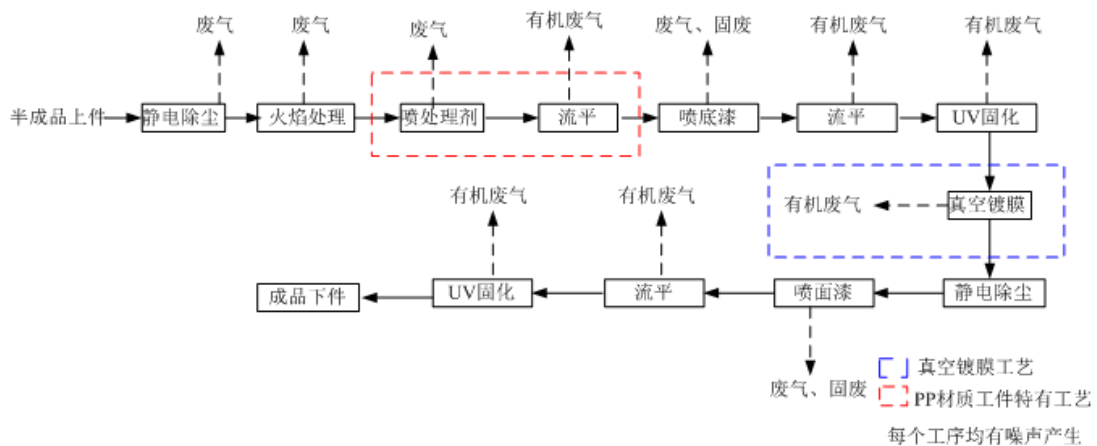 废气
废气
废气
有机废气
废气、固废
有机废气
有机废气
半成品上件
静电除尘
火焰处理
喷处理剂
流平
喷底漆
流平
UV固化
有机废气
有机废气
有机废气
真空镀膜
成品下件
UV固化
流平
喷面漆
静电除尘
废气、固废
真空镀膜工艺
PP材质工件特有工艺
每个工序均有噪声产生